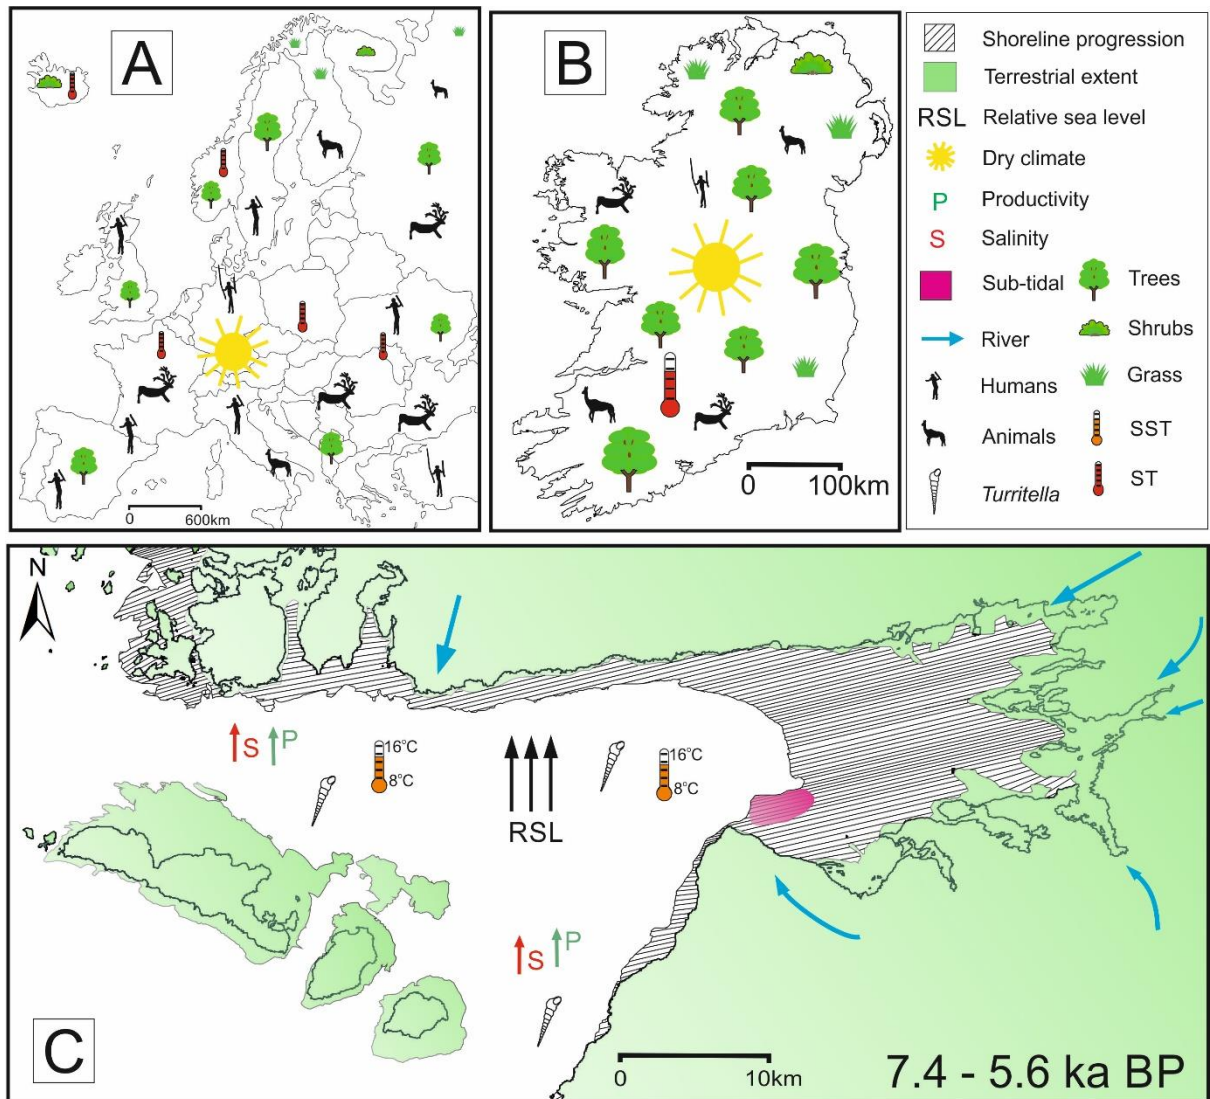 A
0 600km
B
0 100km
Shoreline progression
Terrestrial extent
RSL Relative sea level
Dry climate
P Productivity
S Salinity
Sub-tidal
Trees
River
Shrubs
Humans
Grass
Animals
SST
Turritella
ST
N
S P
16°C
8°C
RSL
16°C
8°C
S P
C
0 10km
7.4 - 5.6 ka BP